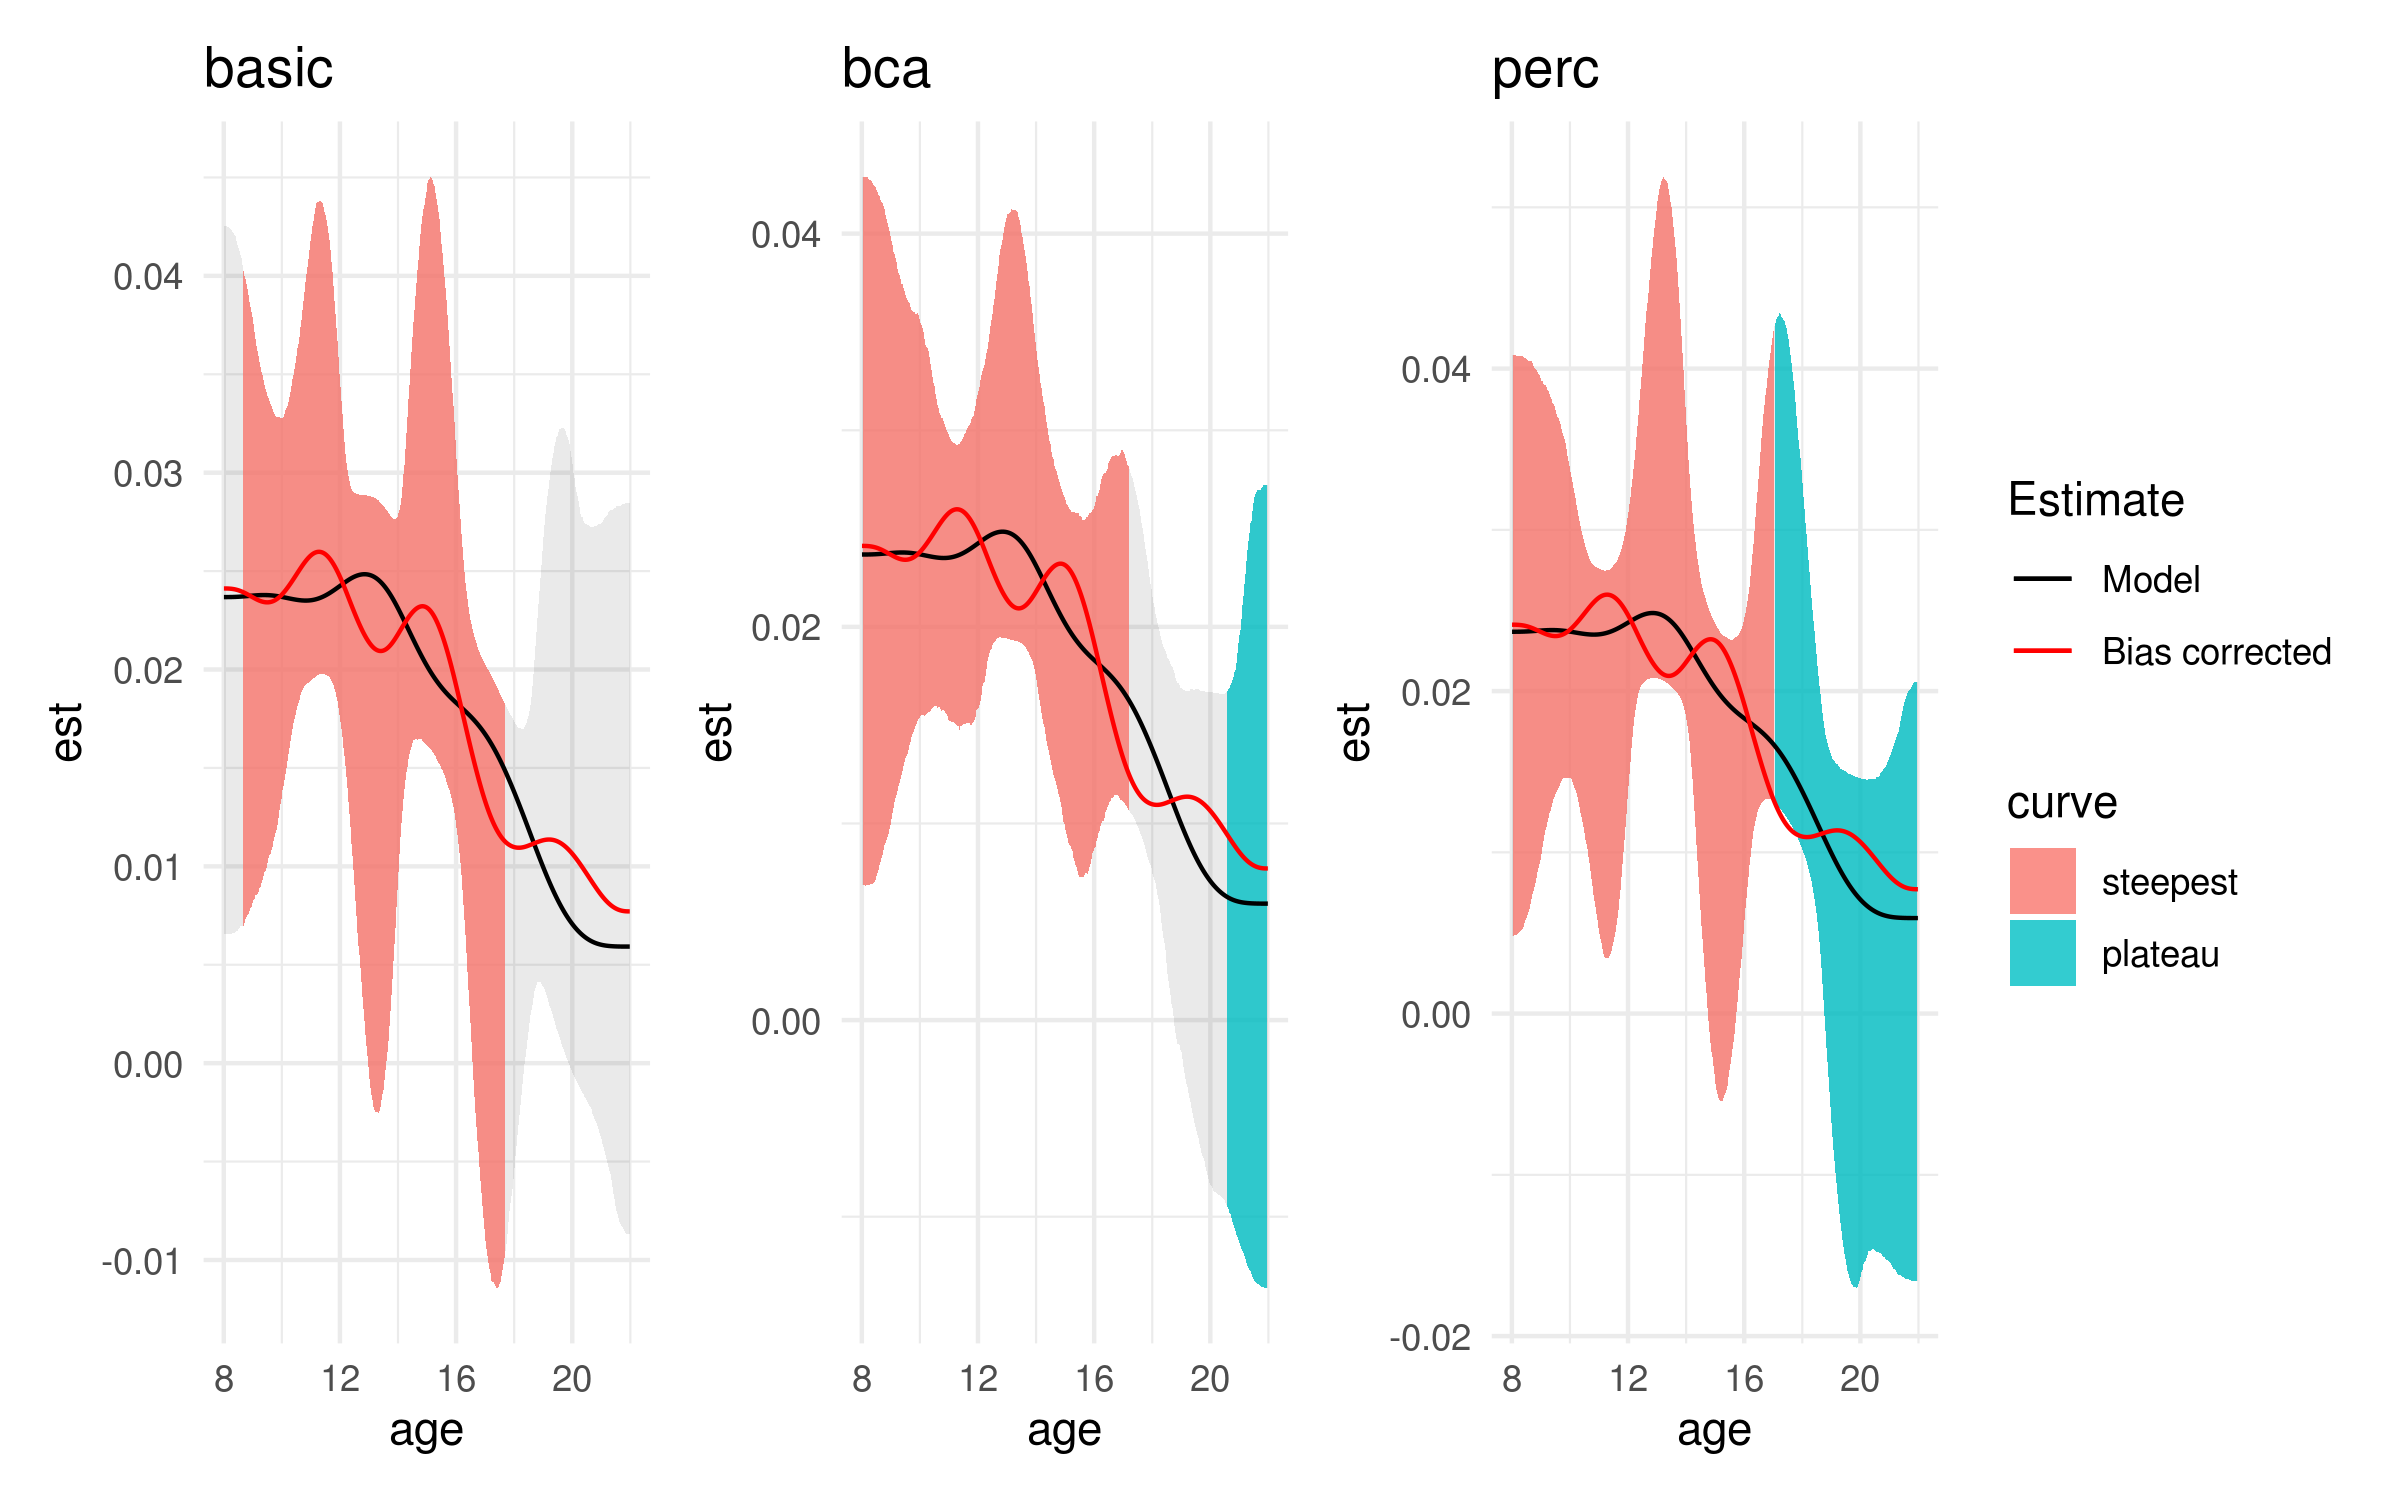 basic
bca
perc
est
0.04
0.03
0.02
0.01
0.00
-0.01
8 12 16 20
age
est
0.04
0.02
0.00
8 12 16 20
age
est
0.04
0.02
0.00
-0.02
8 12 16 20
age
Estimate
Model
Bias corrected
curve
steepest
plateau